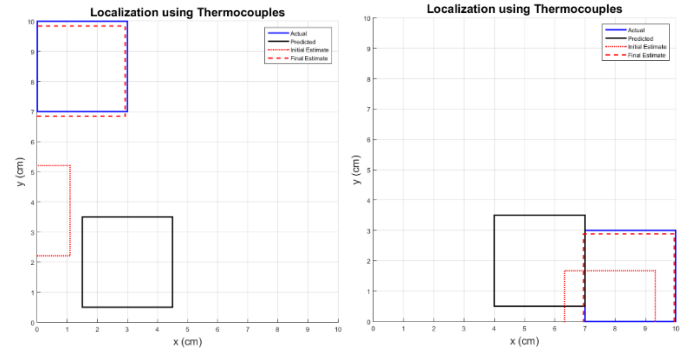 Localization using Thermocouples
Actual
Predicted
Initial Estimate
Final Estimate
y (cm)
10
9
8
7
6
5
4
3
2
1
0
0 1 2 3 4 5 6 7 8 9 10
x (cm)
Localization using Thermocouples
Actual
Predicted
Initial Estimate
Final Estimate
y (cm)
10
9
8
7
6
5
4
3
2
1
0
0 1 2 3 4 5 6 7 8 9 10
x (cm)